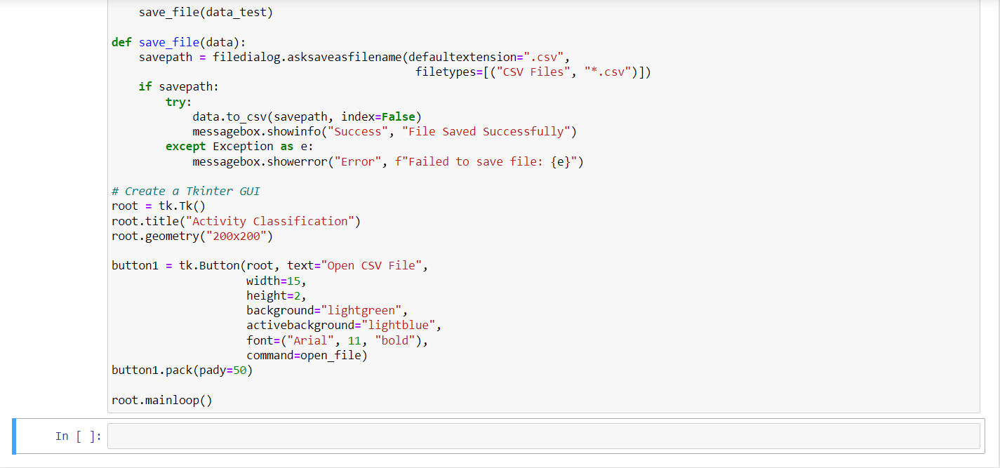 save_file(data_test)

def save_file(data):
    savepath = filedialog.asksaveasfilename(defaultextension=".csv",
                                             filetypes=[("CSV Files", "*.csv")])
    if savepath:
        try:
            data.to_csv(savepath, index=False)
            messagebox.showinfo("Success", "File Saved Successfully")
        except Exception as e:
            messagebox.showerror("Error", f"Failed to save file: {e}")

# Create a Tkinter GUI
root = tk.Tk()
root.title("Activity Classification")
root.geometry("200x200")

button1 = tk.Button(root, text="Open CSV File",
                    width=15,
                    height=2,
                    background="lightgreen",
                    activebackground="lightblue",
                    font=("Arial", 11, "bold"),
                    command=open_file)
button1.pack(pady=50)

root.mainloop()
In [ ]: